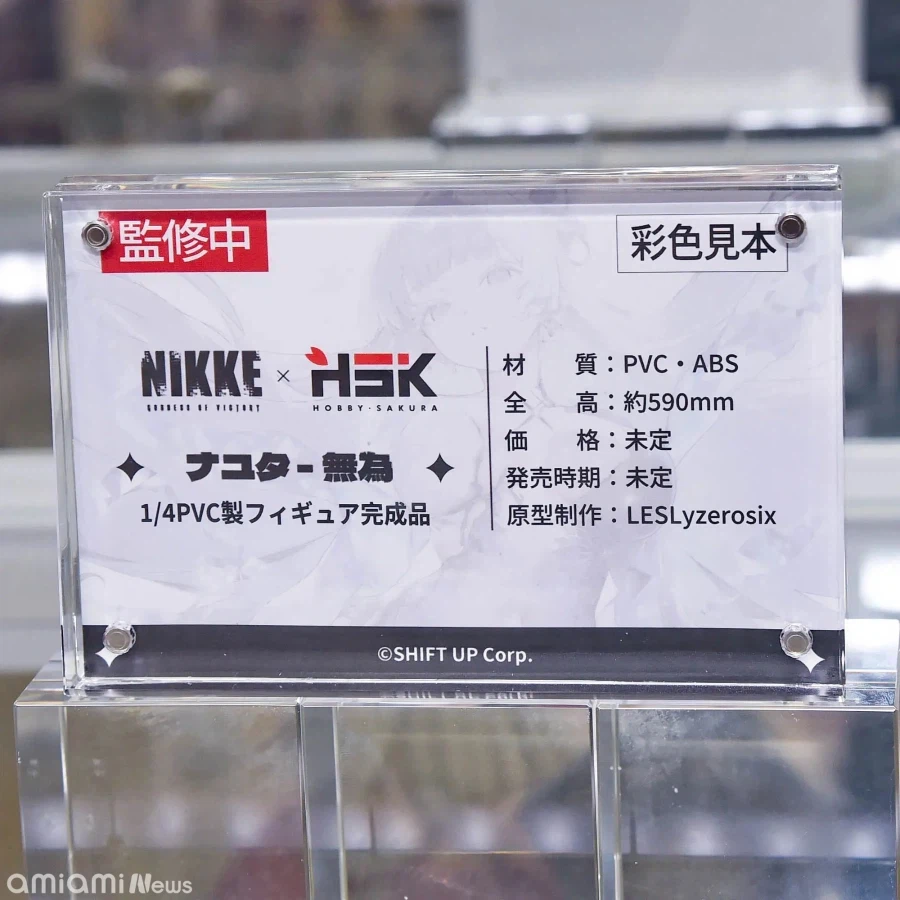 監修中
彩色見本
NIKKE × HSK
GODDESS OF VICTORY HOBBY・SAKURA
ナユター無為
1/4PVC製フィギュア完成品
材 質：PVC・ABS
全 高：約590mm
価 格：未定
発売時期：未定
原型制作：LESLyzerosix
©SHIFT UP Corp.
amiami News